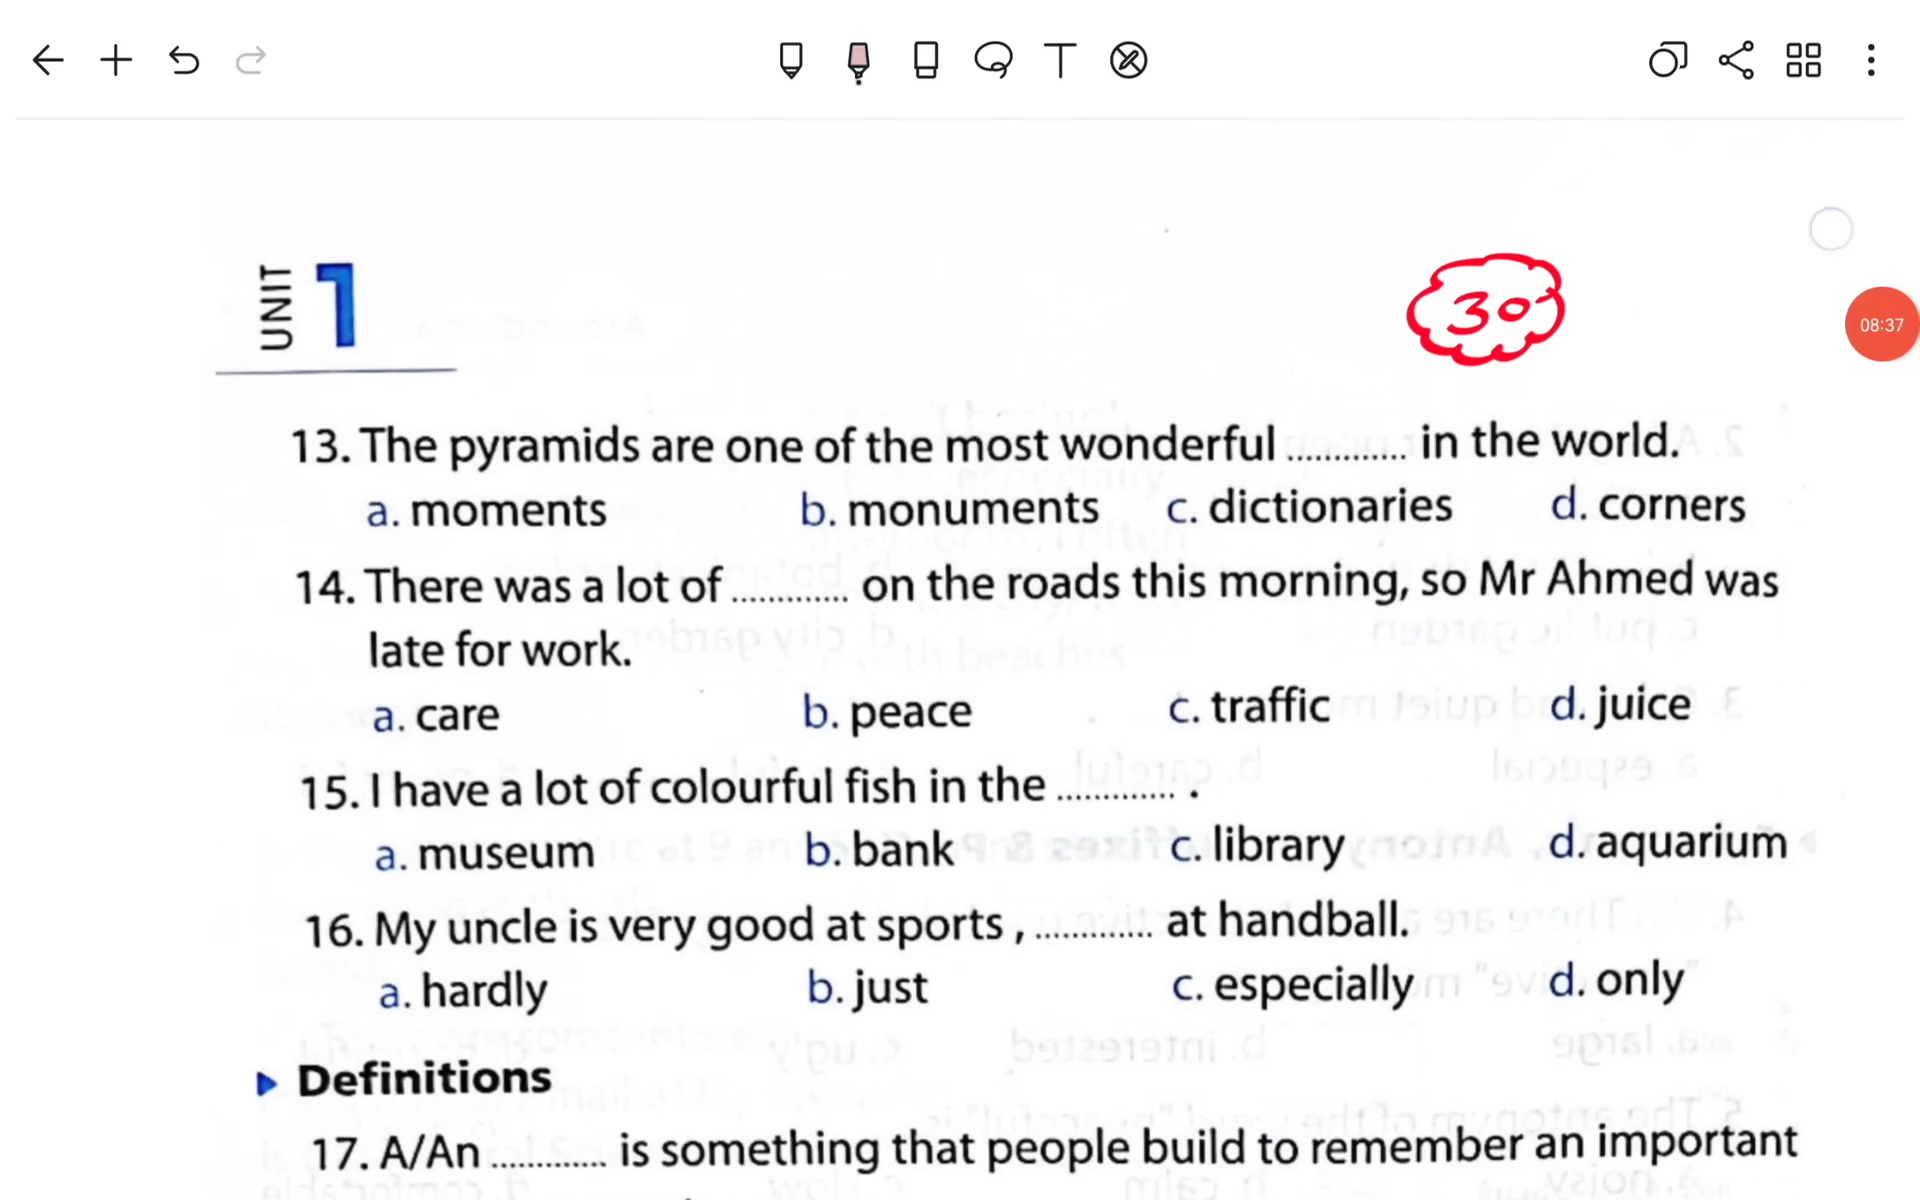 UNIT 1
30
08:37
13. The pyramids are one of the most wonderful ............ in the world.
a. moments b. monuments c. dictionaries d. corners
14. There was a lot of ............ on the roads this morning, so Mr Ahmed was
late for work.
a. care b. peace c. traffic d. juice
15. I have a lot of colourful fish in the ............ .
a. museum b. bank c. library d. aquarium
16. My uncle is very good at sports , ............ at handball.
a. hardly b. just c. especially d. only
Definitions
17. A/An ............ is something that people build to remember an important